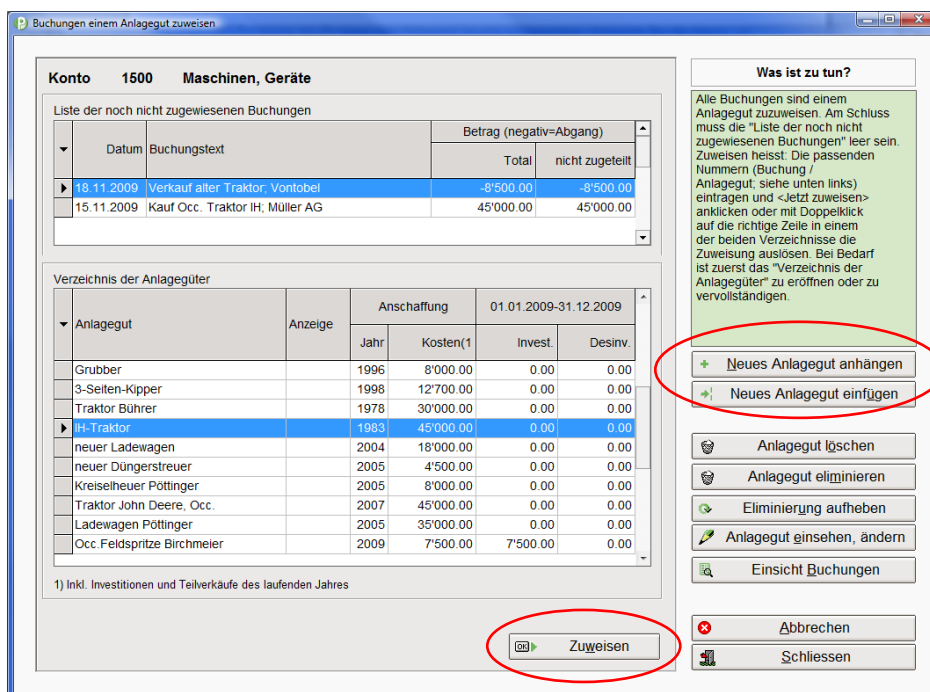 Buchungen einem Anlagegut zuweisen
Konto 1500 Maschinen, Geräte
Liste der noch nicht zugewiesenen Buchungen
Datum Buchungstext Betrag (negativ=Abgang)
Total nicht zugeteilt
18.11.2009 Verkauf alter Traktor; Vontobel -8'500.00 -8'500.00
15.11.2009 Kauf Occ. Traktor IH; Müller AG 45'000.00 45'000.00
Verzeichnis der Anlagegüter
Anlagegut Anzeige Anschaffung 01.01.2009-31.12.2009
Jahr Kosten(1 Invest. Desinv.
Grubber 1996 8'000.00 0.00 0.00
3-Seiten-Kipper 1998 12'700.00 0.00 0.00
Traktor Bührer 1978 30'000.00 0.00 0.00
IH-Traktor 1983 45'000.00 0.00 0.00
neuer Ladewagen 2004 18'000.00 0.00 0.00
neuer Düngerstreuer 2005 4'500.00 0.00 0.00
Kreiselheuer Pöttinger 2005 8'000.00 0.00 0.00
Traktor John Deere, Occ. 2007 45'000.00 0.00 0.00
Ladewagen Pöttinger 2005 35'000.00 0.00 0.00
Occ.Feldspritze Birchmeier 2009 7'500.00 7'500.00 0.00
1) Inkl. Investitionen und Teilverkäufe des laufenden Jahres
OK Zuweisen
Was ist zu tun?
Alle Buchungen sind einem
Anlagegut zuzuweisen. Am Schluss
muss die "Liste der noch nicht
zugewiesenen Buchungen" leer sein.
Zuweisen heisst: Die passenden
Nummern (Buchung /
Anlagegut; siehe unten links)
eintragen und <Jetzt zuweisen>
anklicken oder mit Doppelklick
auf die richtige Zeile in einem
der beiden Verzeichnisse die
Zuweisung auslösen. Bei Bedarf
ist zuerst das "Verzeichnis der
Anlagegüter" zu eröffnen oder zu
vervollständigen.
Neues Anlagegut anhängen
Neues Anlagegut einfügen
Anlagegut löschen
Anlagegut eliminieren
Eliminierung aufheben
Anlagegut einsehen, ändern
Einsicht Buchungen
Abbrechen
Schliessen